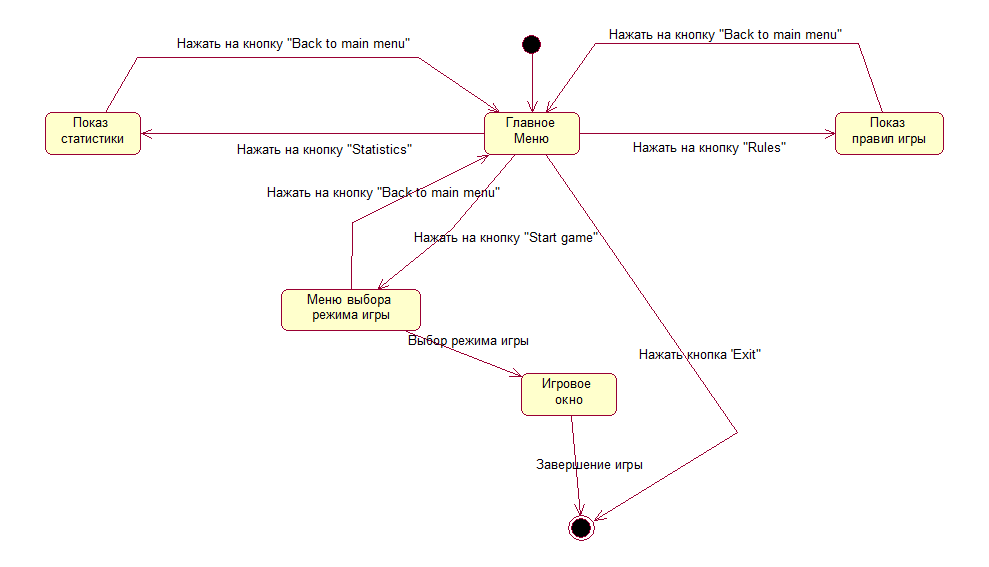 Нажать на кнопку "Back to main menu"
Нажать на кнопку "Back to main menu"
Показ
статистики
Главное
Меню
Показ
правил игры
Нажать на кнопку "Statistics"
Нажать на кнопку "Rules"
Нажать на кнопку "Back to main menu"
Нажать на кнопку "Start game"
Меню выбора
режима игры
Выбор режима игры
Нажать кнопка 'Exit"
Игровое
окно
Завершение игры